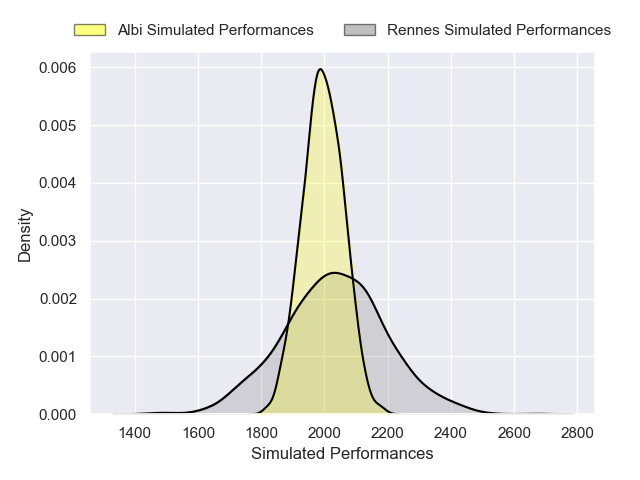 Albi Simulated Performances Rennes Simulated Performances
0.006
0.005
0.004
0.003
0.002
0.001
0.000
Density
1400 1600 1800 2000 2200 2400 2600 2800
Simulated Performances